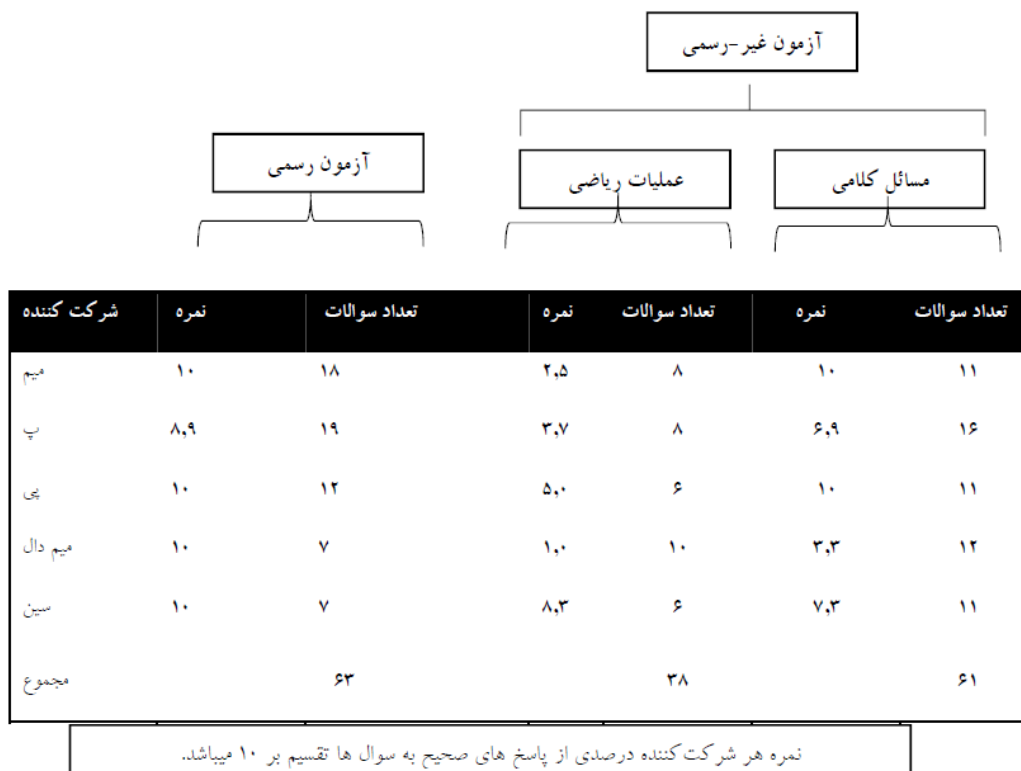 آزمون غیر-رسمی
آزمون رسمی عملیات ریاضی مسائل کلامی
شرکت کننده نمره تعداد سوالات نمره تعداد سوالات نمره تعداد سوالات
میم ۱۰ ۱۸ ۲,۵ ۸ ۱۰ ۱۱
پ ۸,۹ ۱۹ ۳,۷ ۸ ۶,۹ ۱۶
پی ۱۰ ۱۲ ۵,۰ ۶ ۱۰ ۱۱
میم دال ۱۰ ۷ ۱,۰ ۱۰ ۳,۳ ۱۲
سین ۱۰ ۷ ۸,۳ ۶ ۷,۳ ۱۱
مجموع ۶۳ ۳۸ ۶۱
نمره هر شرکت کننده درصدی از پاسخ های صحیح به سوال ها تقسیم بر ۱۰ میباشد.